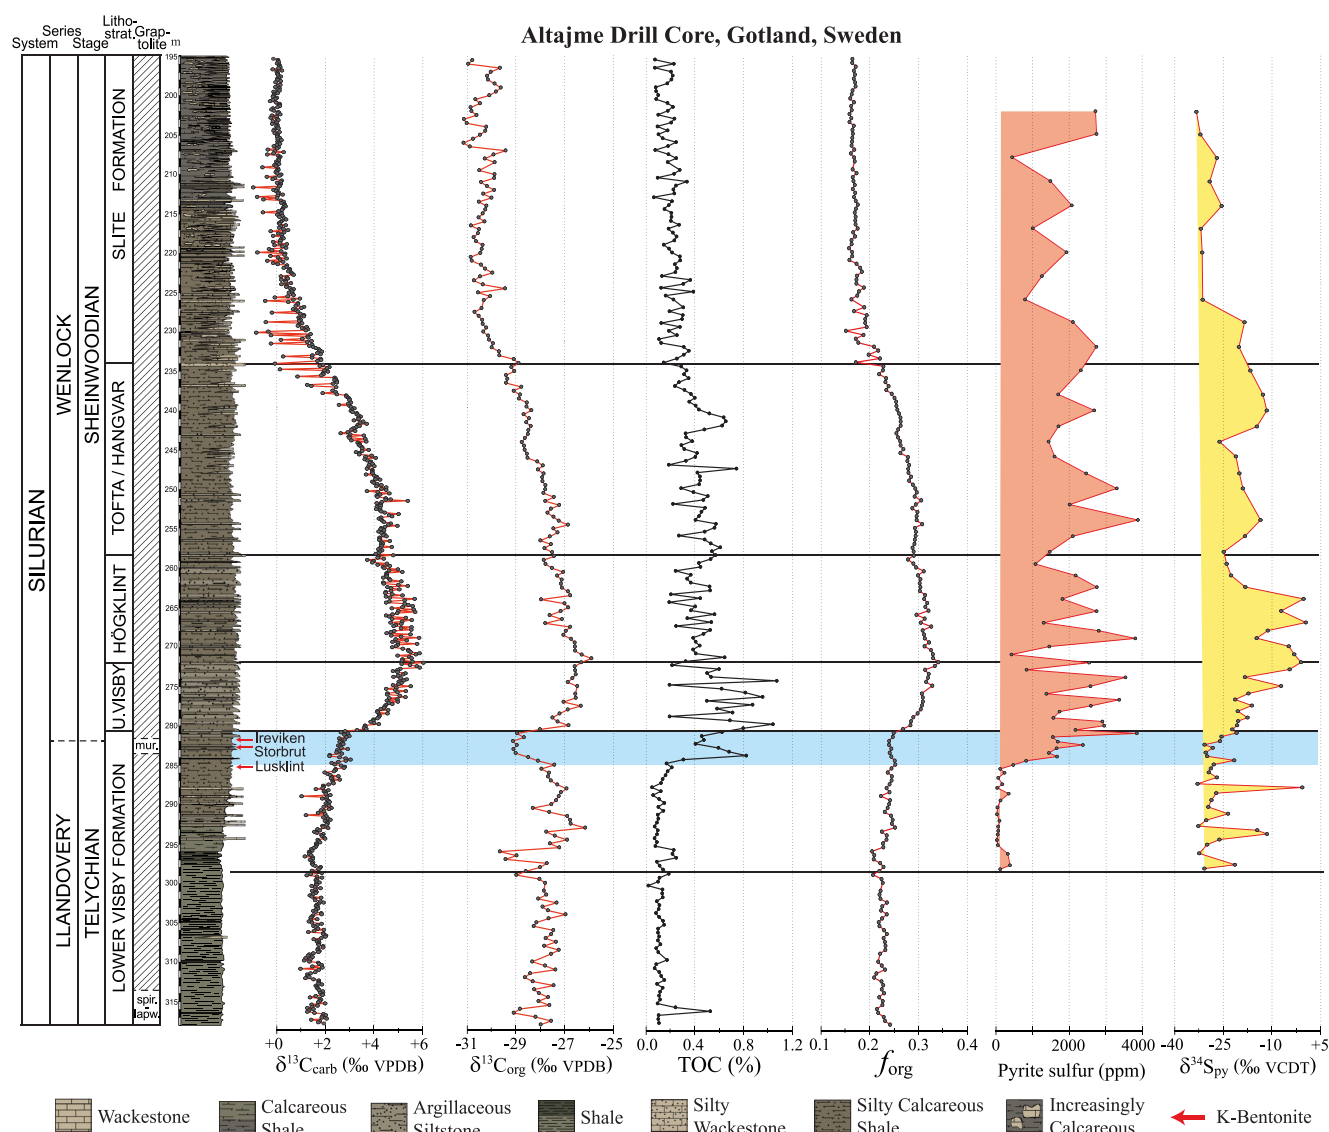 Altajme Drill Core, Gotland, Sweden
System
Series
Stage
Litho-
strat.
Grap-
tolite
m
SILURIAN
WENLOCK
LLANDOVERY
SHEINWOODIAN
TELYCHIAN
SLITE FORMATION
TOFTA / HANGVAR
HÖGKLINT
U.VISBY
LOWER VISBY FORMATION
mur.
spir.
-
lapw.
195
200
205
210
215
220
225
230
235
240
245
250
255
260
265
270
275
280
285
290
295
300
305
310
315
Ireviken
Storbrut
Lusklint
+0 +2 +4 +6
δ¹³Ccarb (‰ VPDB)
-31 -29 -27 -25
δ¹³Corg (‰ VPDB)
0.0 0.4 0.8 1.2
TOC (%)
0.1 0.2 0.3 0.4
forg
0 2000 4000
Pyrite sulfur (ppm)
-40 -25 -10 +5
δ³⁴Spy (‰ VCDT)
Wackestone
Calcareous
Shale
Argillaceous
Siltstone
Shale
Silty
Wackestone
Silty Calcareous
Shale
Increasingly
Calcareous
K-Bentonite